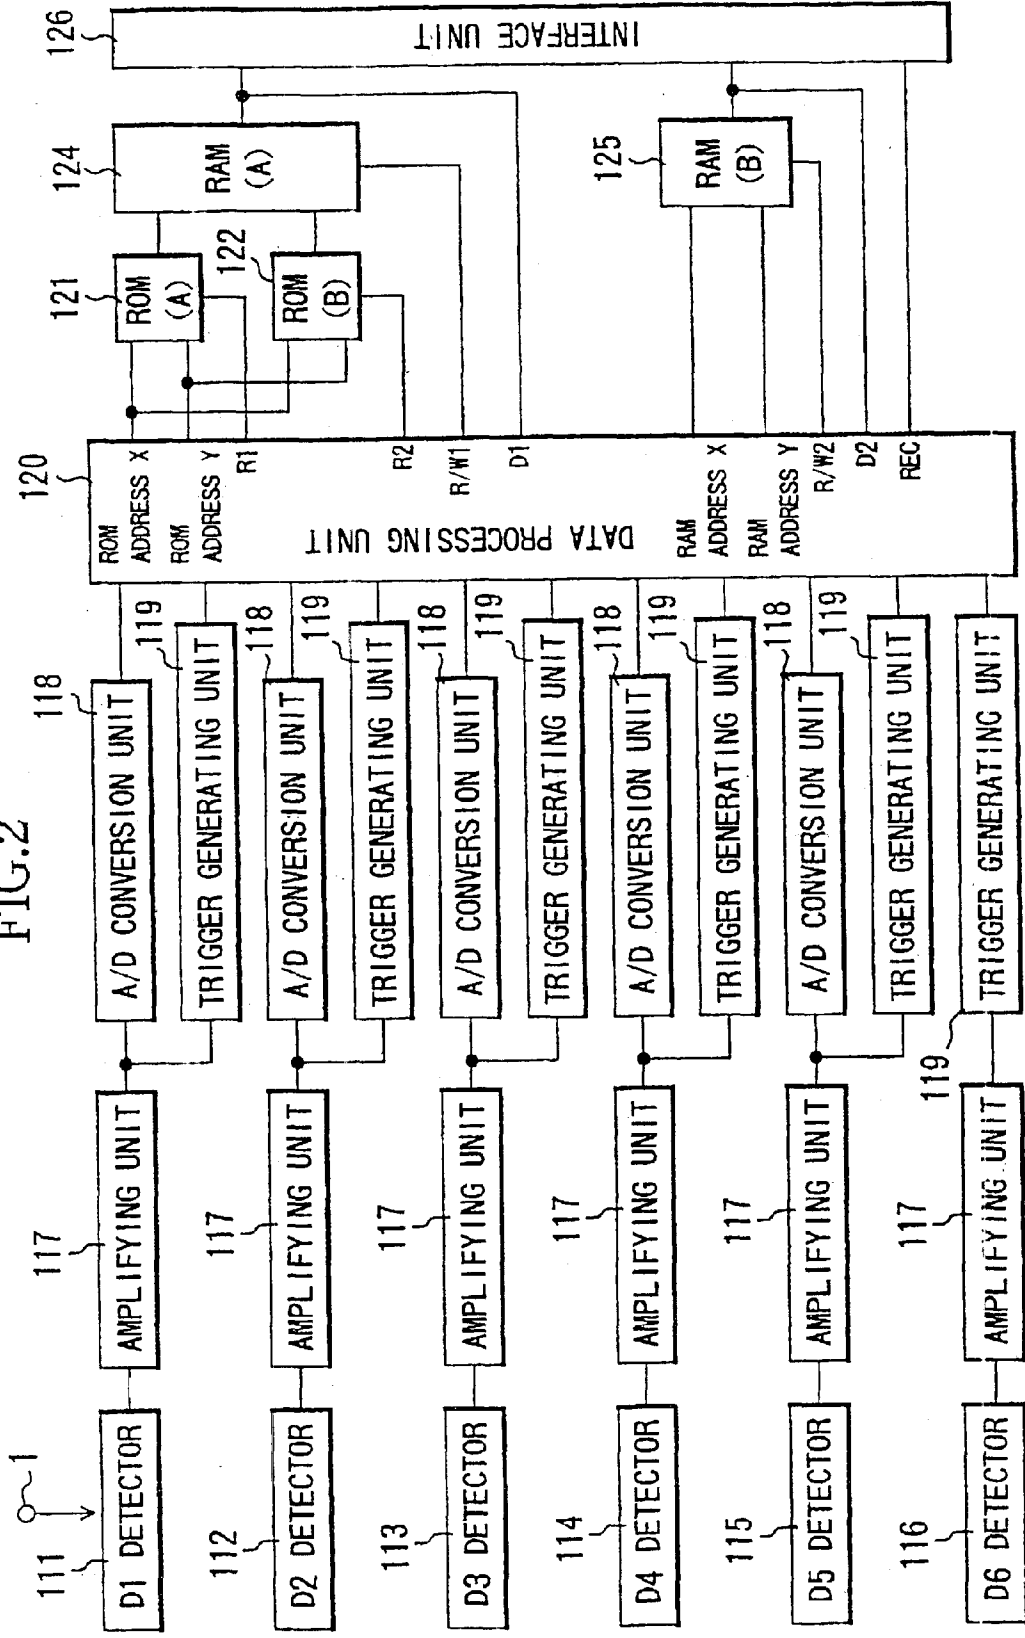 FIG.2
1
111
D1 DETECTOR
117
AMPLIFYING UNIT
118
A/D CONVERSION UNIT
119
TRIGGER GENERATING UNIT
112
D2 DETECTOR
117
AMPLIFYING UNIT
118
A/D CONVERSION UNIT
119
TRIGGER GENERATING UNIT
113
D3 DETECTOR
117
AMPLIFYING UNIT
118
A/D CONVERSION UNIT
119
TRIGGER GENERATING UNIT
114
D4 DETECTOR
117
AMPLIFYING UNIT
118
A/D CONVERSION UNIT
119
TRIGGER GENERATING UNIT
115
D5 DETECTOR
117
AMPLIFYING UNIT
118
A/D CONVERSION UNIT
119
TRIGGER GENERATING UNIT
116
D6 DETECTOR
117
AMPLIFYING UNIT
119
TRIGGER GENERATING UNIT
120
DATA PROCESSING UNIT
ROM
ADDRESS X
ROM
ADDRESS Y
R1
R2
R/W1
D1
RAM
ADDRESS X
RAM
ADDRESS Y
R/W2
D2
REC
121
ROM
(A)
122
ROM
(B)
124
RAM
(A)
125
RAM
(B)
126
INTERFACE UNIT